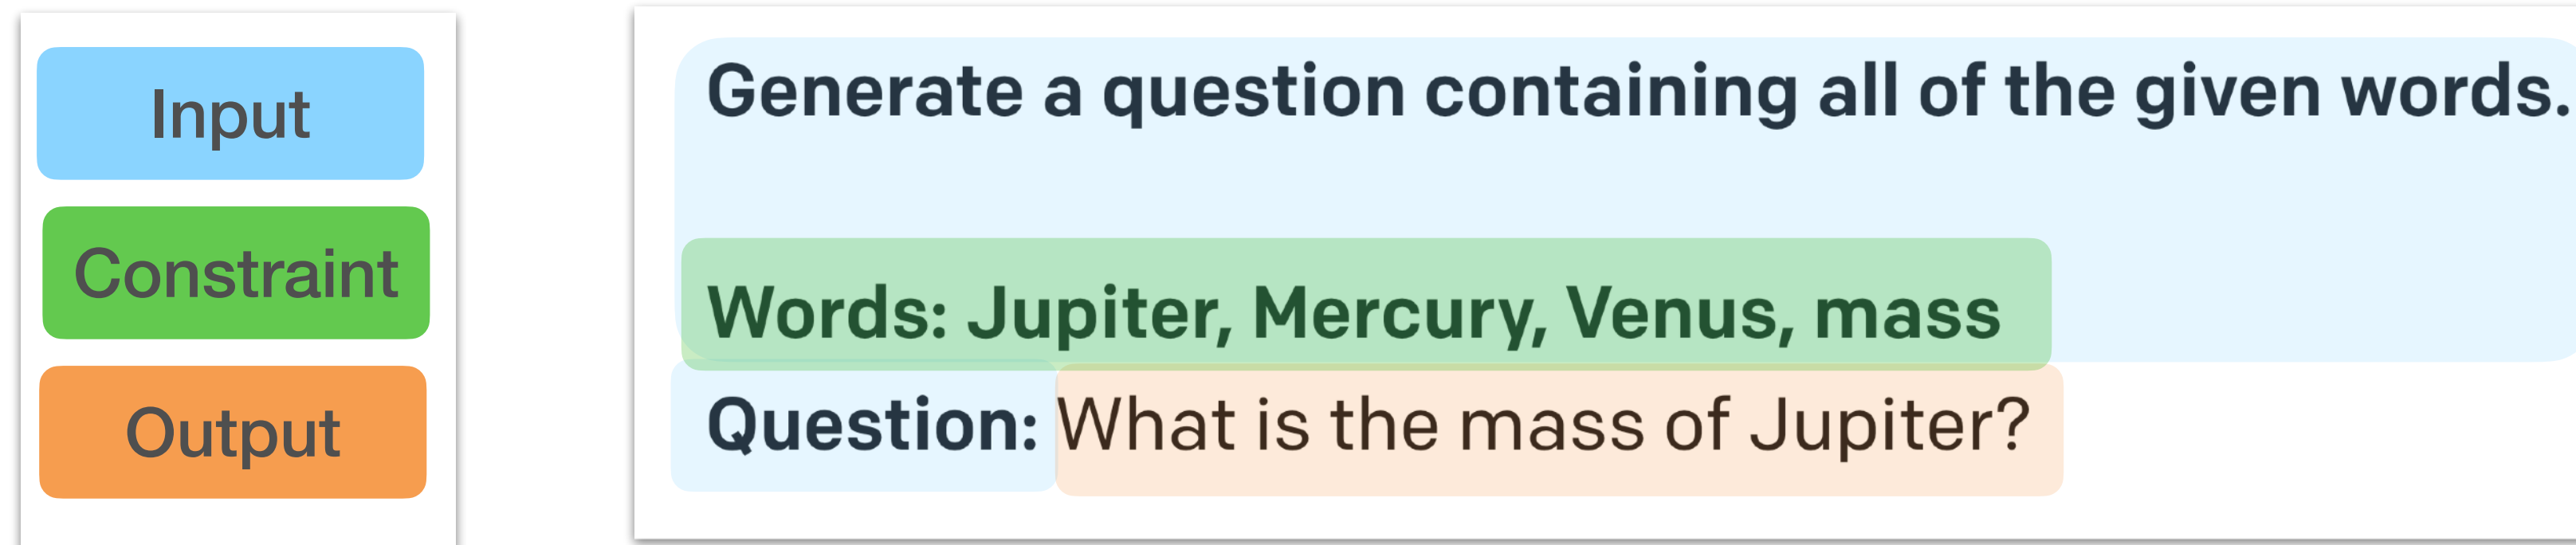 Input
Constraint
Output
Generate a question containing all of the given words.
Words: Jupiter, Mercury, Venus, mass
Question: What is the mass of Jupiter?